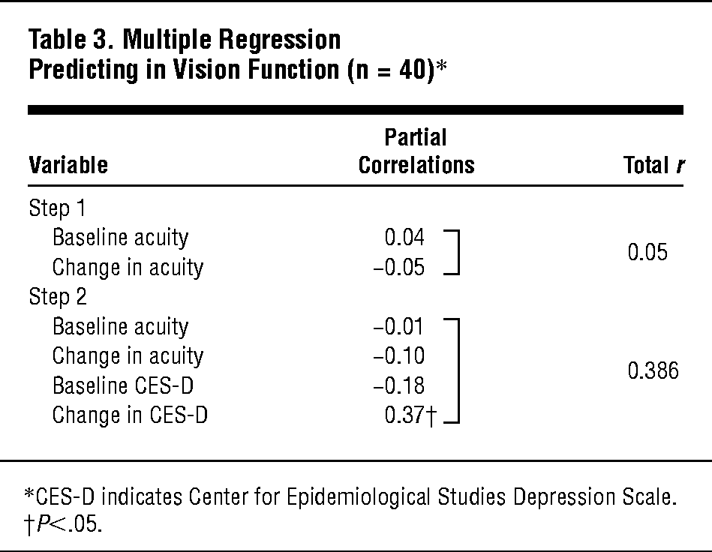 Table 3. Multiple Regression
Predicting in Vision Function (n = 40)*
Variable Partial Correlations Total r
Step 1
Baseline acuity 0.04
Change in acuity –0.05
0.05
Step 2
Baseline acuity –0.01
Change in acuity –0.10
Baseline CES-D –0.18
Change in CES-D 0.37†
0.386
*CES-D indicates Center for Epidemiological Studies Depression Scale.
†P<.05.